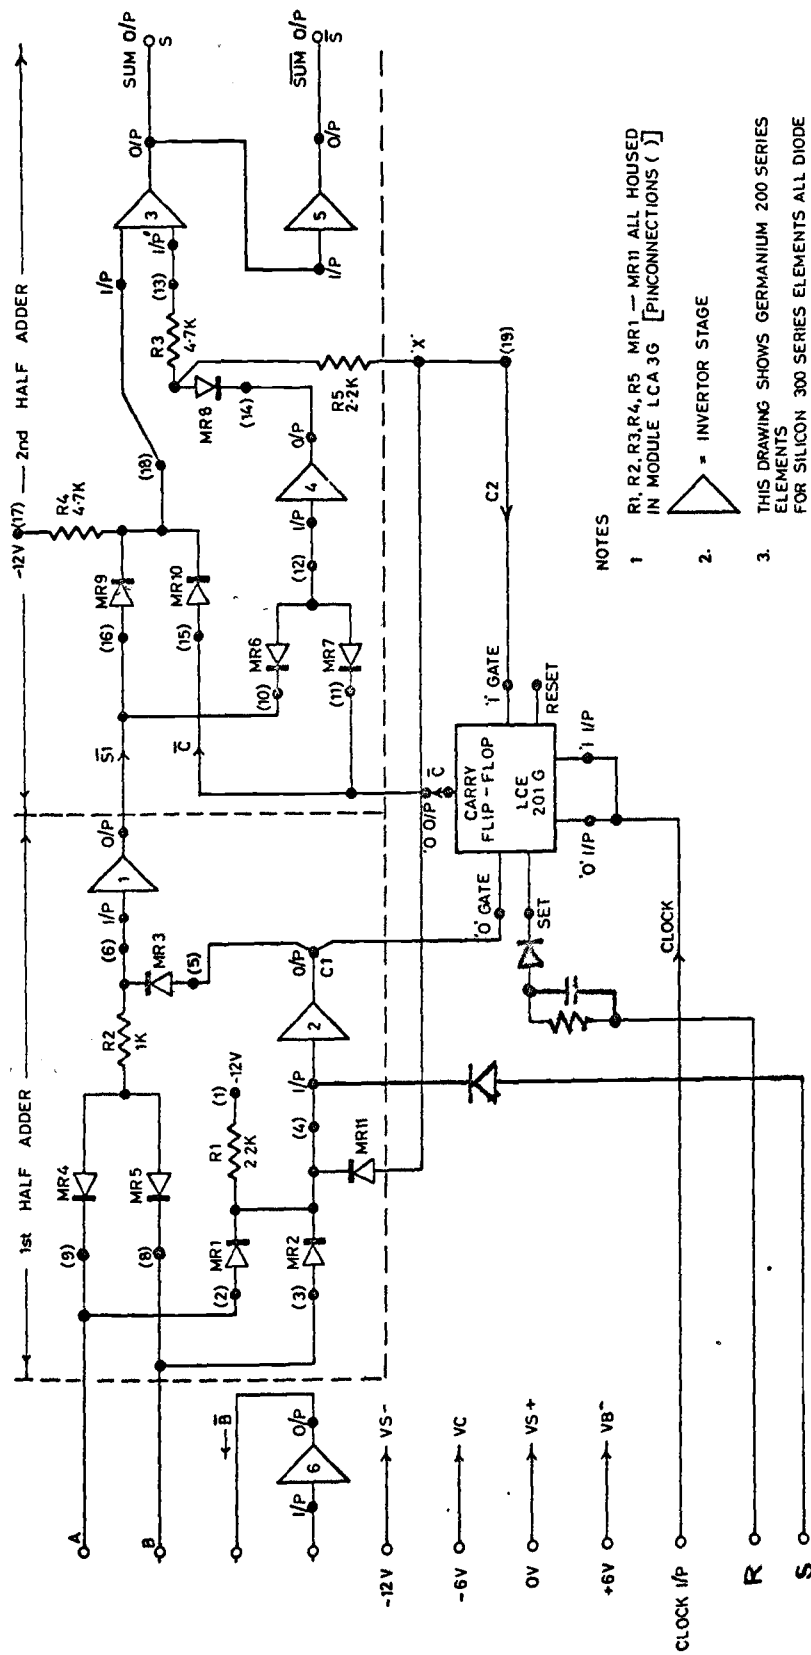 1st HALF ADDER
-12V (17)
2nd HALF ADDER
A
B
(9)
MR4
(8)
MR5
R2
1K
(6)
I/P
1
O/P
S̅1̅
(16)
MR9
R4
4·7K
(18)
I/P
3
O/P
SUM O/P
S
MR3
(5)
C̅
(15)
MR10
R3
4·7K
(13)
I/P
(2)
MR1
R1
2 2K
(1)
-12V
(10)
MR6
MR8
(14)
B̅
(3)
MR2
(4)
I/P
2
O/P
C1
(11)
MR7
(12)
I/P
4
O/P
R5
2·2K
I/P
5
O/P
S̅U̅M̅ O/P
S̅
I/P
6
O/P
MR11
-12V
VS-
'X'
-6V
VC
'O' O/P
C̅
'O' GATE
CARRY
FLIP-FLOP
LCE
201 G
'1' GATE
C2
(19)
0V
VS+
SET
RESET
+6V
VB-
'O' I/P
'1' I/P
CLOCK I/P
CLOCK
R
S
NOTES
1 R1, R2, R3, R4, R5 MR1 — MR11 ALL HOUSED
IN MODULE LCA 3G [PINCONNECTIONS ( )]
2. = INVERTOR STAGE
3. THIS DRAWING SHOWS GERMANIUM 200 SERIES
ELEMENTS
FOR SILICON 300 SERIES ELEMENTS ALL DIODE